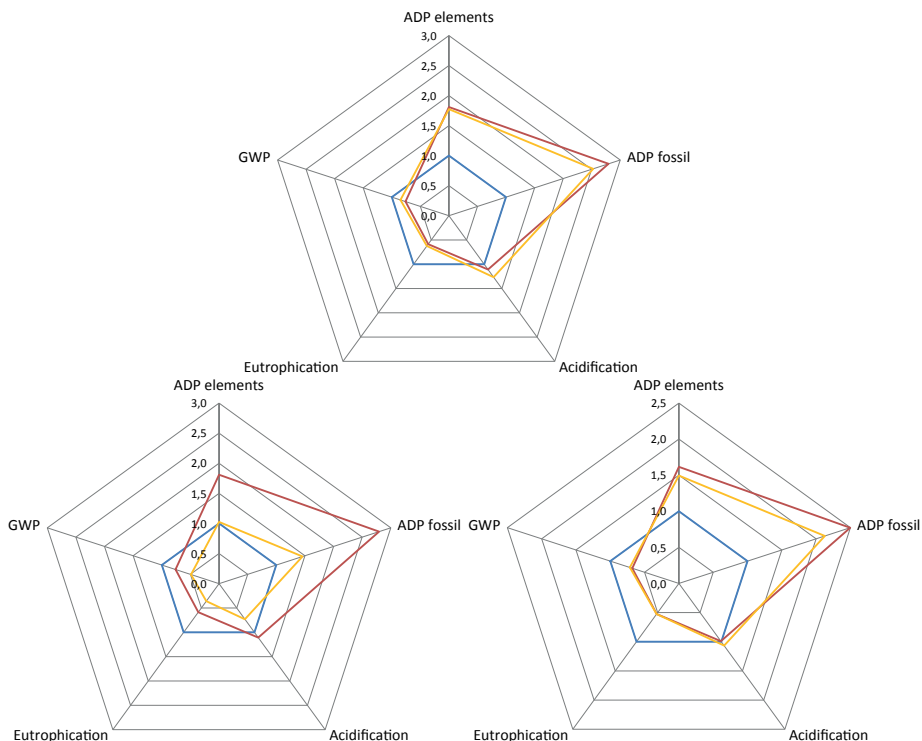 ADP elements
3,0
2,5
2,0
1,5
1,0
0,5
0,0
GWP
ADP fossil
Eutrophication
Acidification
ADP elements
3,0
2,5
2,0
1,5
1,0
0,5
0,0
GWP
ADP fossil
Eutrophication
Acidification
ADP elements
2,5
2,0
1,5
1,0
0,5
0,0
GWP
ADP fossil
Eutrophication
Acidification